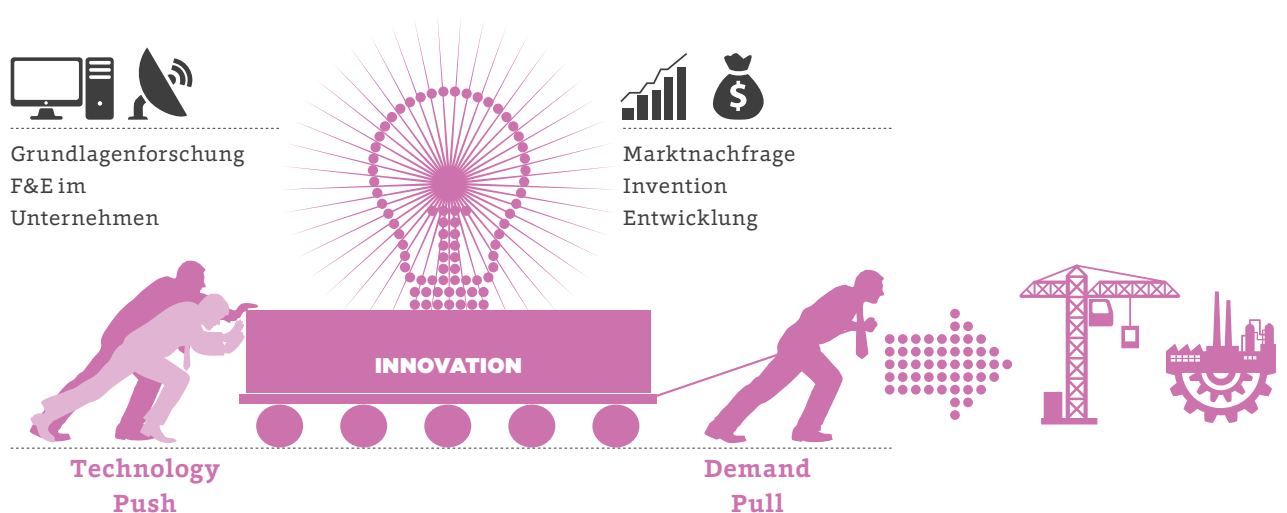 Grundlagenforschung
F&E im
Unternehmen
$
Marktnachfrage
Invention
Entwicklung
INNOVATION
Technology
Push
Demand
Pull